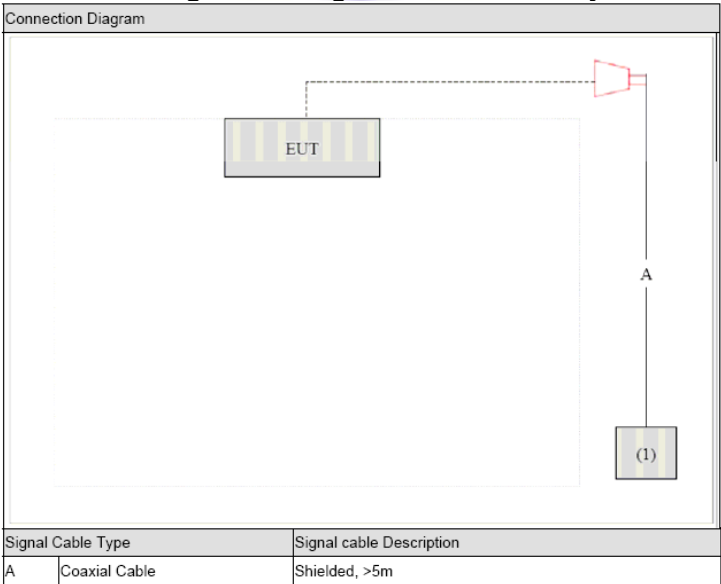 Connection Diagram
EUT
A
(1)
Signal Cable Type Signal cable Description
A Coaxial Cable Shielded, >5m